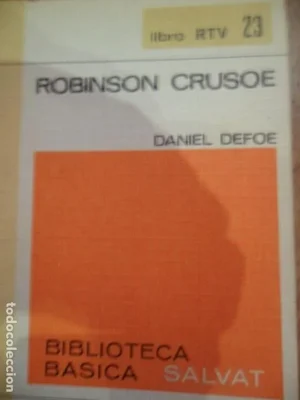 libro RTV 23
ROBINSON CRUSOE
DANIEL DEFOE
BIBLIOTECA
BASICA SALVAT
todocoleccion